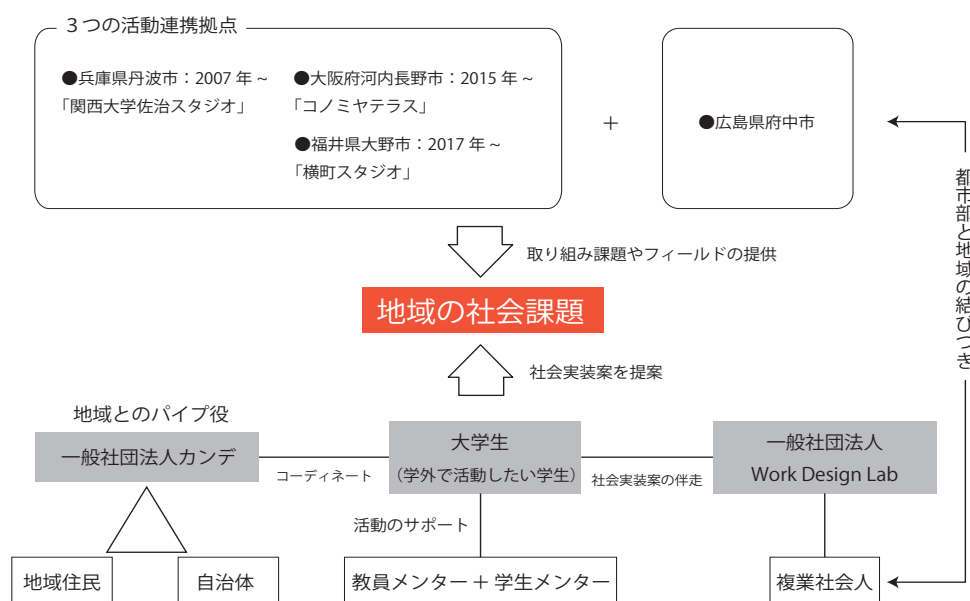 3つの活動連携拠点
●兵庫県丹波市：2007 年 ~
「関西大学佐治スタジオ」
●大阪府河内長野市：2015 年 ~
「コノミヤテラス」
●福井県大野市：2017 年 ~
「横町スタジオ」
+
●広島県府中市
都市部と地域の結びつき
取り組み課題やフィールドの提供
地域の社会課題
社会実装案を提案
地域とのパイプ役
一般社団法人カンデ
コーディネート
大学生
（学外で活動したい学生）
社会実装案の伴走
一般社団法人
Work Design Lab
活動のサポート
地域住民
自治体
教員メンター + 学生メンター
複業社会人